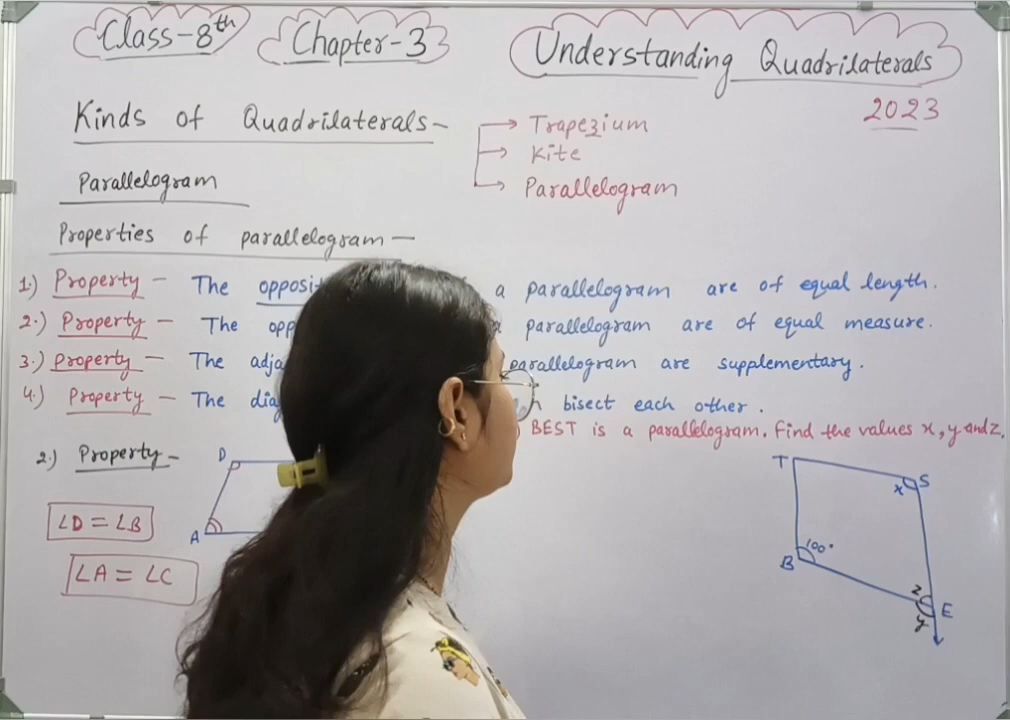 Class-8th Chapter-3 Understanding Quadrilaterals
2023
Kinds of Quadrilaterals-
Trapezium
Kite
Parallelogram
Parallelogram
Properties of parallelogram-
1.) Property - The a parallelogram are of equal length.
2.) Property - The parallelogram are of equal measure.
3.) property - The parallelogram are supplementary.
4.) Property - The bisect each other.
BEST is a parallelogram. Find the values x, y and z.
2.) Property-
∠D = ∠B
∠A = ∠C
D
A
T
S
x
100°
B
z
E
y